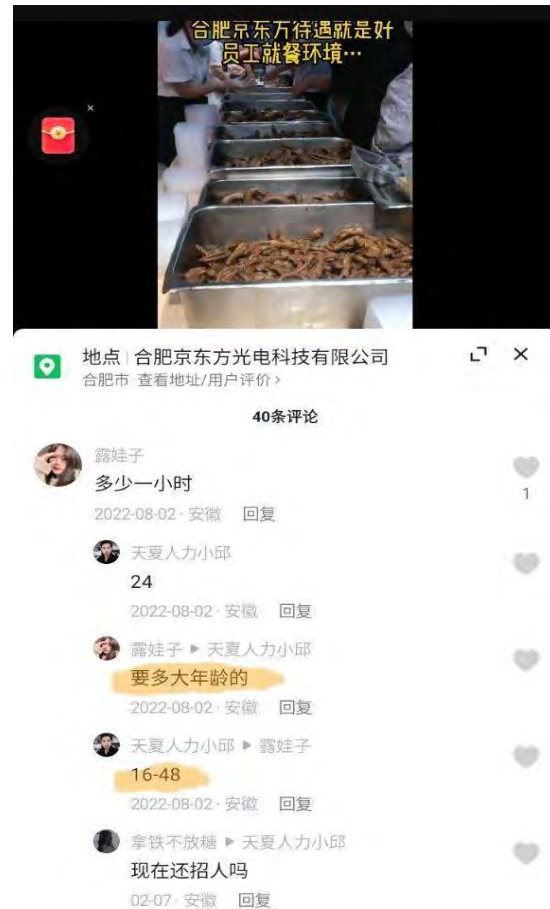 合肥京东方待遇就是好
员工就餐环境…
地点 | 合肥京东方光电科技有限公司
合肥市 查看地址/用户评价 >
40条评论
露娃子
多少一小时
2022-08-02 · 安徽 回复
1
天夏人力小邱
24
2022-08-02 · 安徽 回复
露娃子 ▶ 天夏人力小邱
要多大年龄的
2022-08-02 · 安徽 回复
天夏人力小邱 ▶ 露娃子
16-48
2022-08-02 · 安徽 回复
拿铁不放糖 ▶ 天夏人力小邱
现在还招人吗
02-07 · 安徽 回复